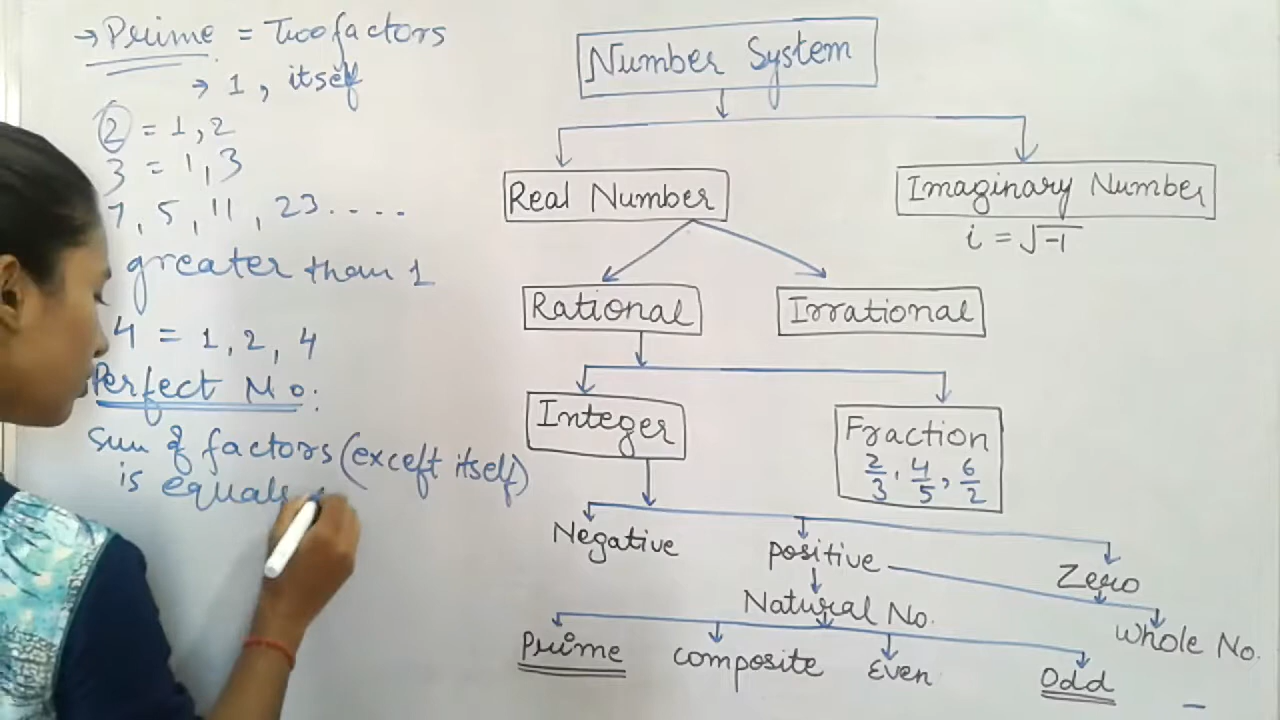 → Prime = Two factors
→ 1, itself
2 = 1, 2
3 = 1, 3
7, 5, 11, 23....
greater than 1
4 = 1, 2, 4
Perfect No:
Sum of factors (except itself)
is equals
Number System
Real Number
Imaginary Number
i = √-1
Rational
Irrational
Integer
Fraction
2/3, 4/5, 6/2
Negative
positive
Zero
Natural No.
Whole No.
Prime
composite
Even
Odd